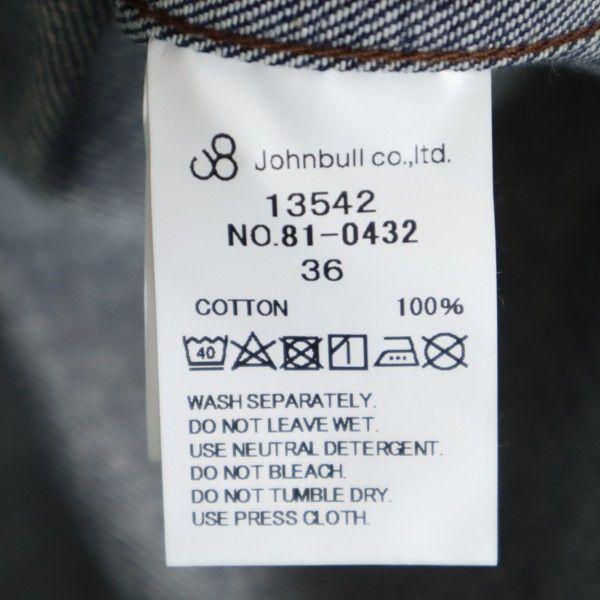 Johnbull co.,ltd.
13542
NO.81-0432
36
COTTON 100%
40
WASH SEPARATELY.
DO NOT LEAVE WET.
USE NEUTRAL DETERGENT.
DO NOT BLEACH.
DO NOT TUMBLE DRY.
USE PRESS CLOTH.